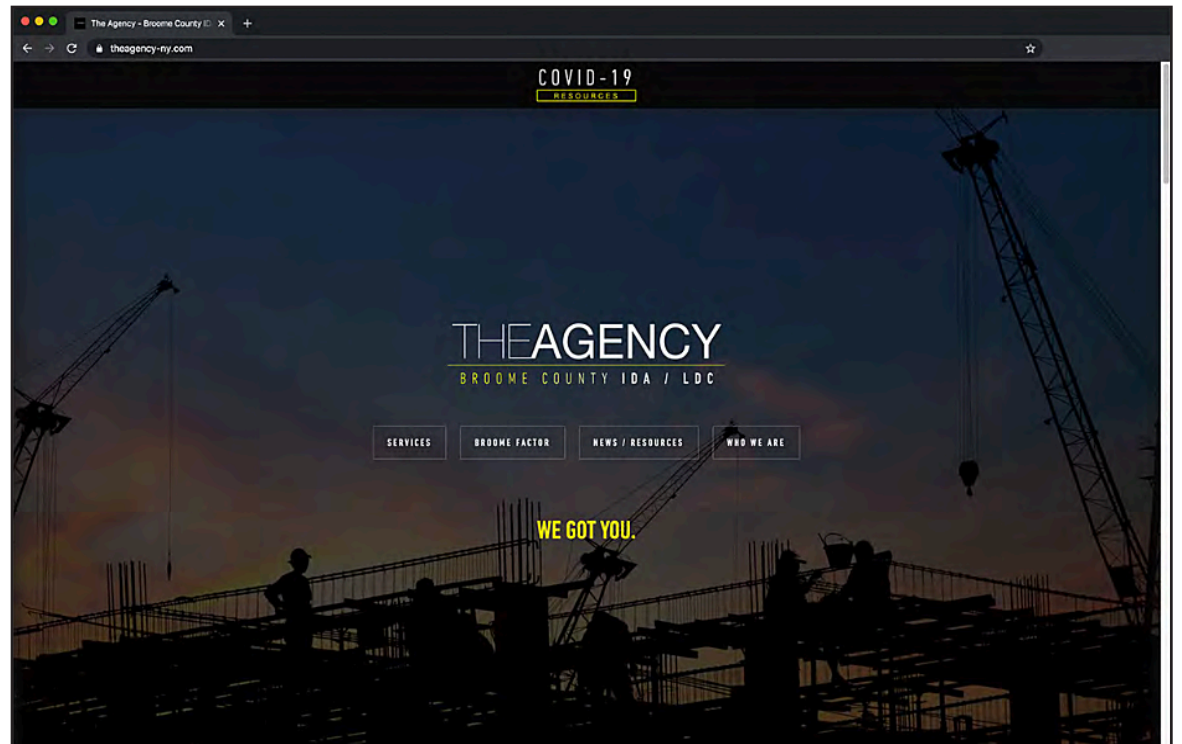 The Agency - Broome County ID
theagency-ny.com
COVID-19
RESOURCES
THEAGENCY
BROOME COUNTY IDA / LDC
SERVICES
BROOME FACTOR
NEWS / RESOURCES
WHO WE ARE
WE GOT YOU.